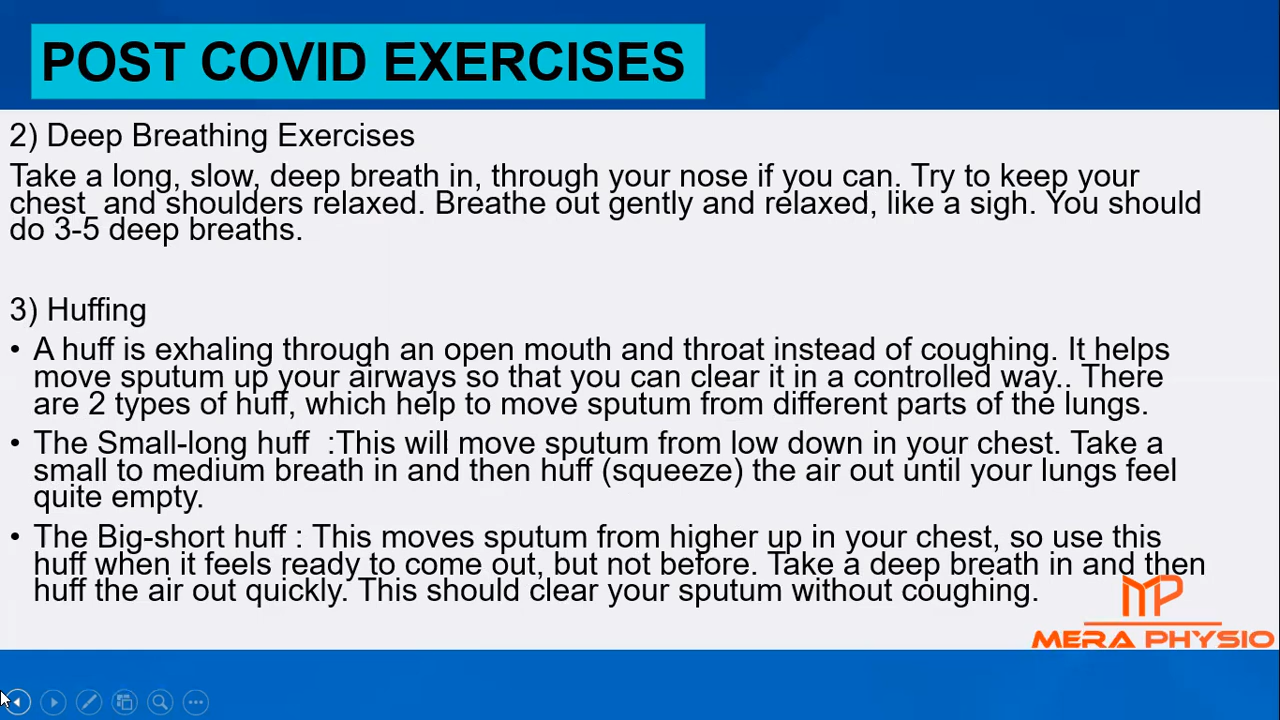 POST COVID EXERCISES
2) Deep Breathing Exercises
Take a long, slow, deep breath in, through your nose if you can. Try to keep your
chest  and shoulders relaxed. Breathe out gently and relaxed, like a sigh. You should
do 3-5 deep breaths.
3) Huffing
• A huff is exhaling through an open mouth and throat instead of coughing. It helps
move sputum up your airways so that you can clear it in a controlled way.. There
are 2 types of huff, which help to move sputum from different parts of the lungs.
• The Small-long huff  :This will move sputum from low down in your chest. Take a
small to medium breath in and then huff (squeeze) the air out until your lungs feel
quite empty.
• The Big-short huff : This moves sputum from higher up in your chest, so use this
huff when it feels ready to come out, but not before. Take a deep breath in and then
huff the air out quickly. This should clear your sputum without coughing.
MP
MERA PHYSIO